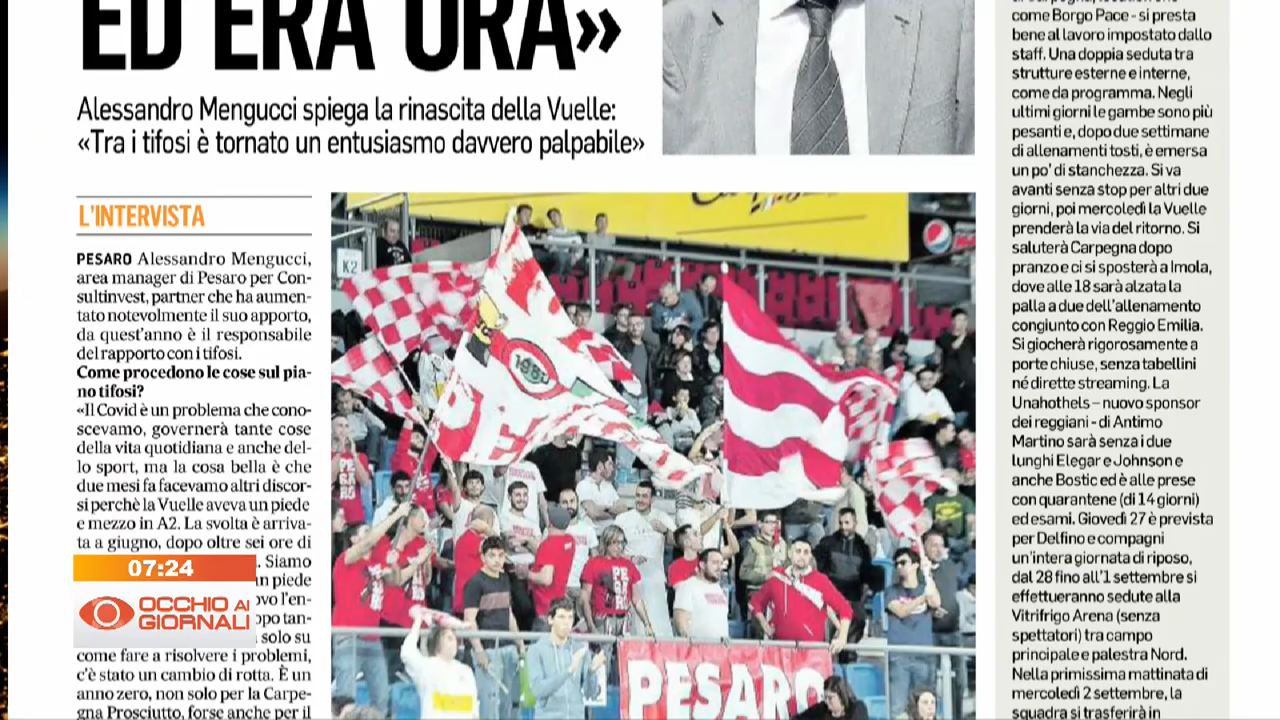 ED ERA ORA»
Alessandro Mengucci spiega la rinascita della Vuelle:
«Tra i tifosi è tornato un entusiasmo davvero palpabile»
L'INTERVISTA
PESARO Alessandro Mengucci,
area manager di Pesaro per Con-
sultinvest, partner che ha aumen-
tato notevolmente il suo apporto,
da quest'anno è il responsabile
del rapporto con i tifosi.
Come procedono le cose sul pia-
no tifosi?
«Il Covid è un problema che cono-
scevamo, governerà tante cose
della vita quotidiana e anche del-
lo sport, ma la cosa bella è che
due mesi fa facevamo altri discor-
si perchè la Vuelle aveva un piede
e mezzo in A2. La svolta è arriva-
ta a giugno, dopo oltre sei ore di
. Siamo
un piede
ovo l'en-
opo tan-
solo su
come fare a risolvere i problemi,
c'è stato un cambio di rotta. È un
anno zero, non solo per la Carpe-
gna Prosciutto, forse anche per il
07:24
OCCHIO AI
GIORNALI
K2
pepsi
1987
PESARO
come Borgo Pace - si presta
bene al lavoro impostato dallo
staff. Una doppia seduta tra
strutture esterne e interne,
come da programma. Negli
ultimi giorni le gambe sono più
pesanti e, dopo due settimane
di allenamenti tosti, è emersa
un po' di stanchezza. Si va
avanti senza stop per altri due
giorni, poi mercoledì la Vuelle
prenderà la via del ritorno. Si
saluterà Carpegna dopo
pranzo e ci si sposterà a Imola,
dove alle 18 sarà alzata la
palla a due dell'allenamento
congiunto con Reggio Emilia.
Si giocherà rigorosamente a
porte chiuse, senza tabellini
né dirette streaming. La
Unahothels – nuovo sponsor
dei reggiani - di Antimo
Martino sarà senza i due
lunghi Elegar e Johnson e
anche Bostic ed è alle prese
con quarantene (di 14 giorni)
ed esami. Giovedì 27 è prevista
per Delfino e compagni
un'intera giornata di riposo,
dal 28 fino all'1 settembre si
effettueranno sedute alla
Vitrifrigo Arena (senza
spettatori) tra campo
principale e palestra Nord.
Nella primissima mattinata di
mercoledì 2 settembre, la
squadra si trasferirà in